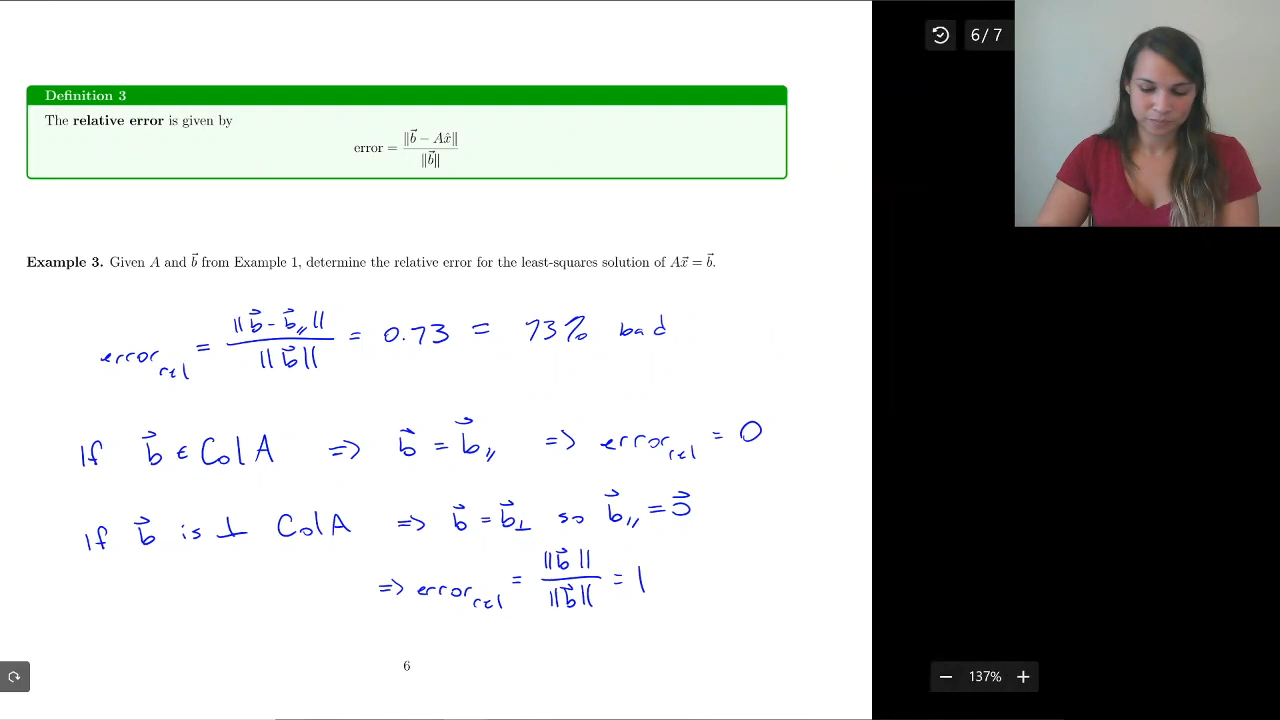 6 / 7
Definition 3
The relative error is given by
error = ‖b⃗ − Ax̂‖ / ‖b⃗‖
Example 3. Given A and b⃗ from Example 1, determine the relative error for the least-squares solution of Ax⃗ = b⃗.
error_rel = ||b⃗ - b⃗_//|| / ||b⃗|| = 0.73 = 73% bad
If b⃗ ∈ Col A => b⃗ = b⃗_// => error_rel = 0
If b⃗ is ⊥ Col A => b⃗ = b⃗_⊥ so b⃗_// = 0⃗
=> error_rel = ||b⃗|| / ||b⃗|| = 1
6
137%